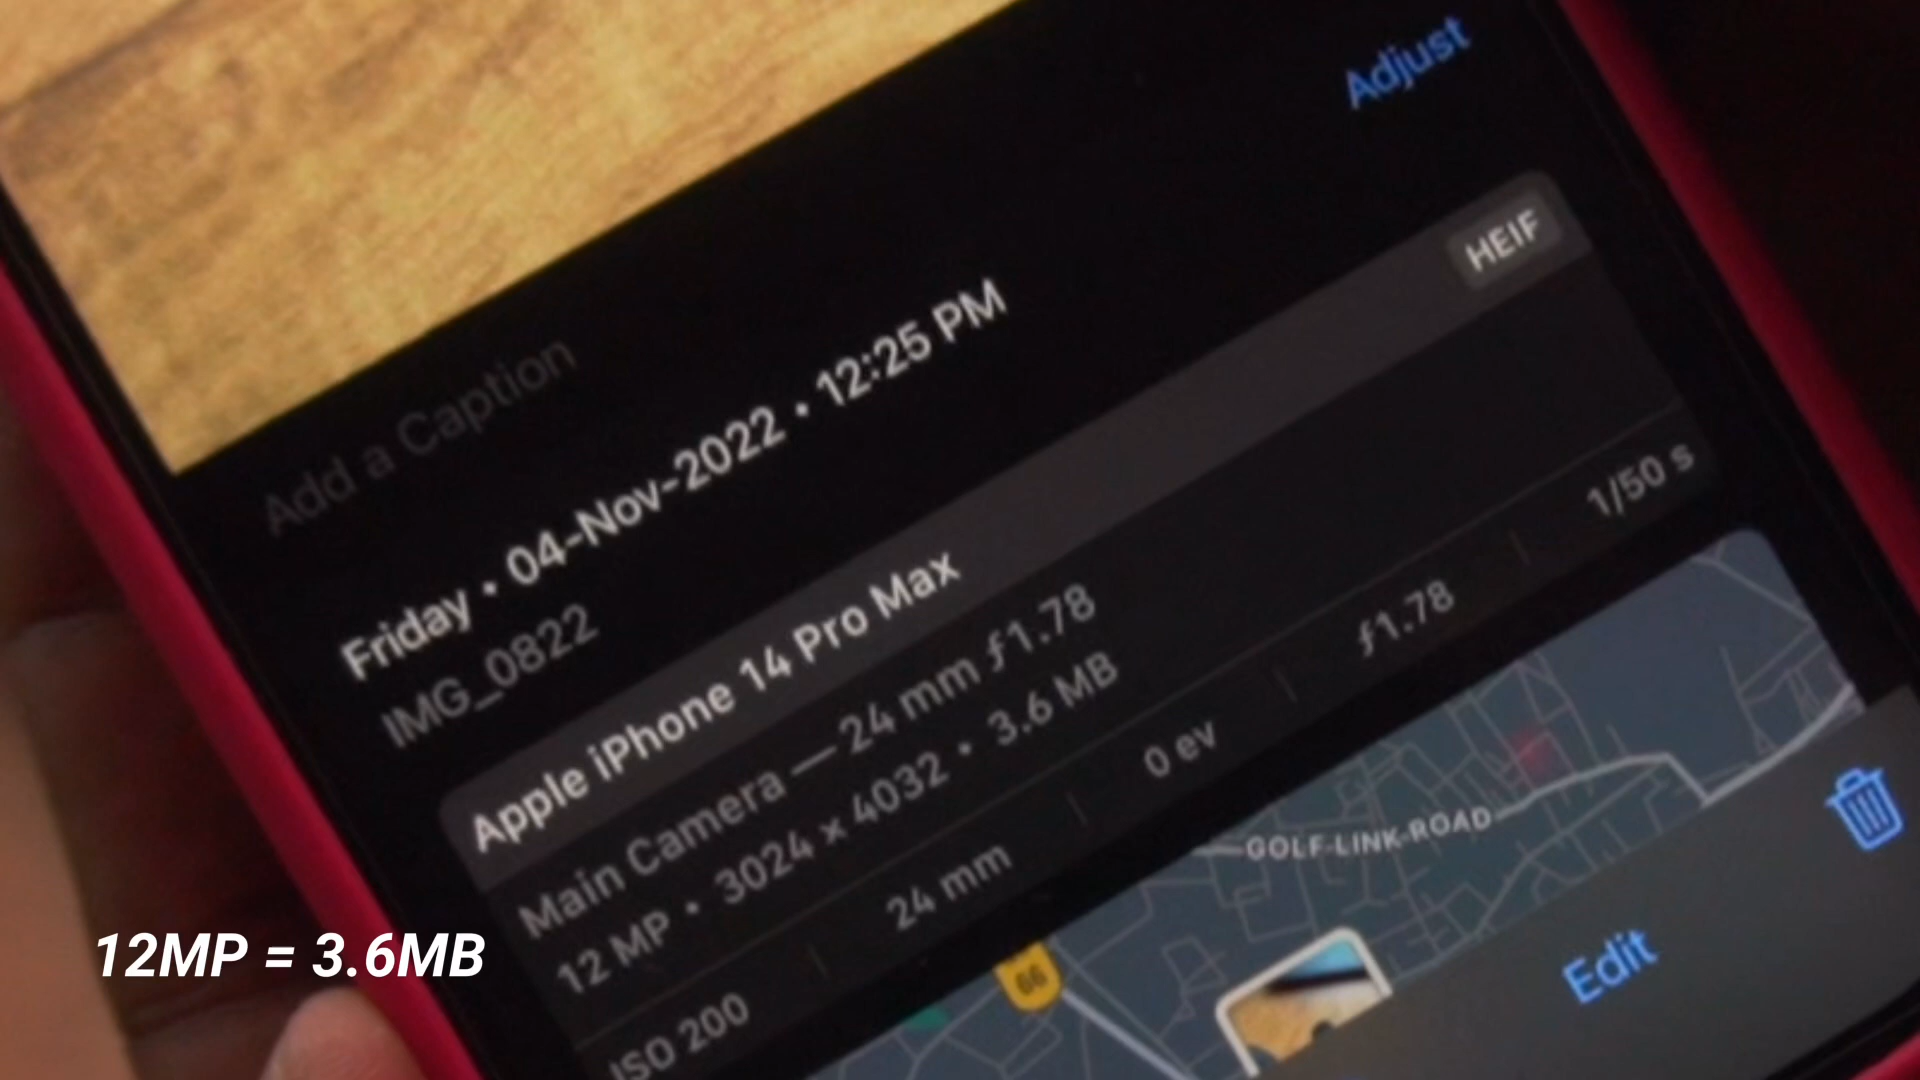 Adjust
Add a Caption
Friday • 04-Nov-2022 • 12:25 PM
IMG_0822
Apple iPhone 14 Pro Max
HEIF
Main Camera — 24 mm ƒ1.78
12 MP • 3024 x 4032 • 3.6 MB
ISO 200
24 mm
0 ev
ƒ1.78
1/50 s
GOLF LINK ROAD
66
Edit
12MP = 3.6MB